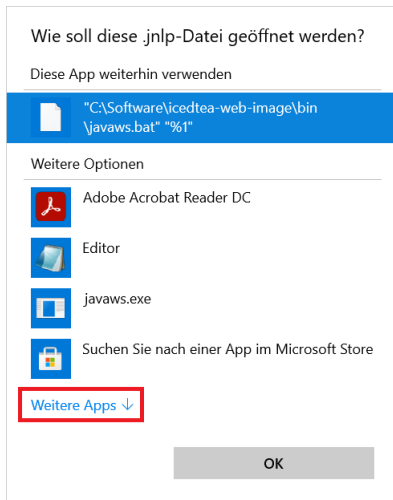 Wie soll diese .jnlp-Datei geöffnet werden?
Diese App weiterhin verwenden
"C:\Software\icedtea-web-image\bin
\javaws.bat" "%1"
Weitere Optionen
Adobe Acrobat Reader DC
Editor
javaws.exe
Suchen Sie nach einer App im Microsoft Store
Weitere Apps ↓
OK